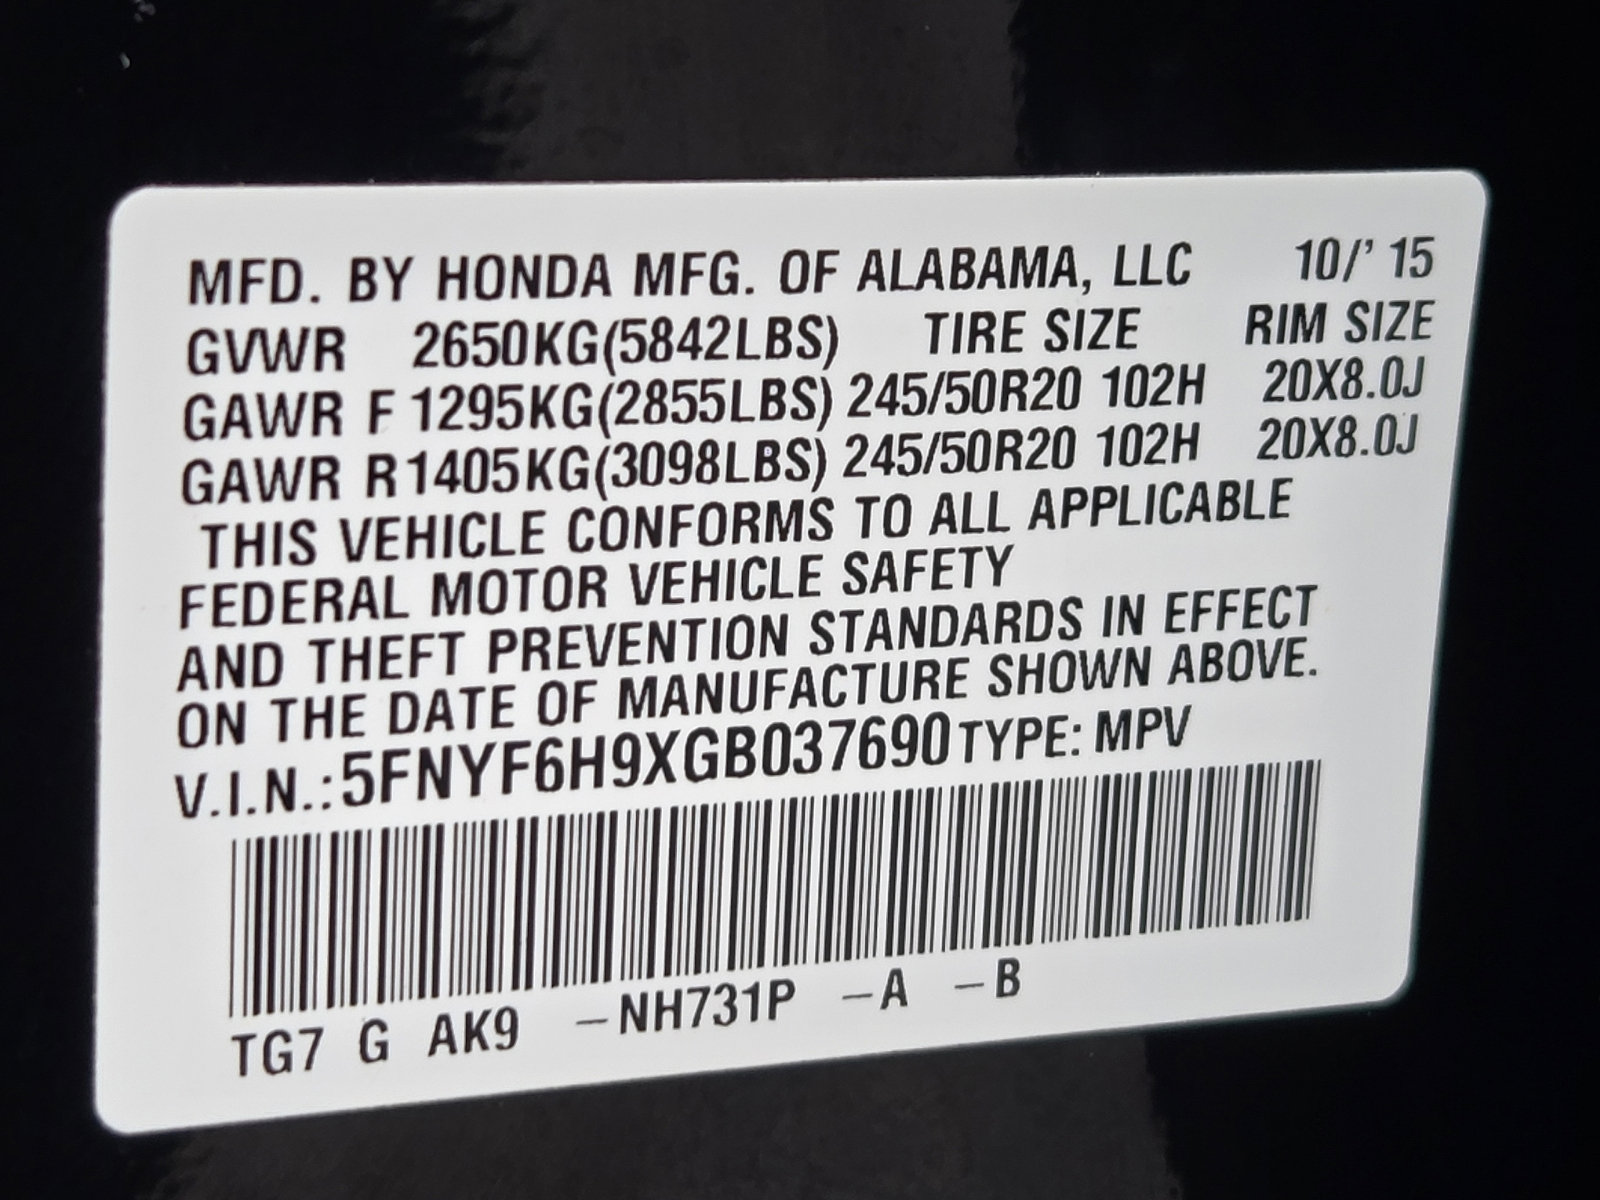 MFD. BY HONDA MFG. OF ALABAMA, LLC 10/' 15
GVWR 2650KG(5842LBS) TIRE SIZE RIM SIZE
GAWR F 1295KG(2855LBS) 245/50R20 102H 20X8.0J
GAWR R 1405KG(3098LBS) 245/50R20 102H 20X8.0J
THIS VEHICLE CONFORMS TO ALL APPLICABLE
FEDERAL MOTOR VEHICLE SAFETY
AND THEFT PREVENTION STANDARDS IN EFFECT
ON THE DATE OF MANUFACTURE SHOWN ABOVE.
V.I.N.: 5FNYF6H9XGB037690 TYPE: MPV
TG7 G AK9 –NH731P –A –B